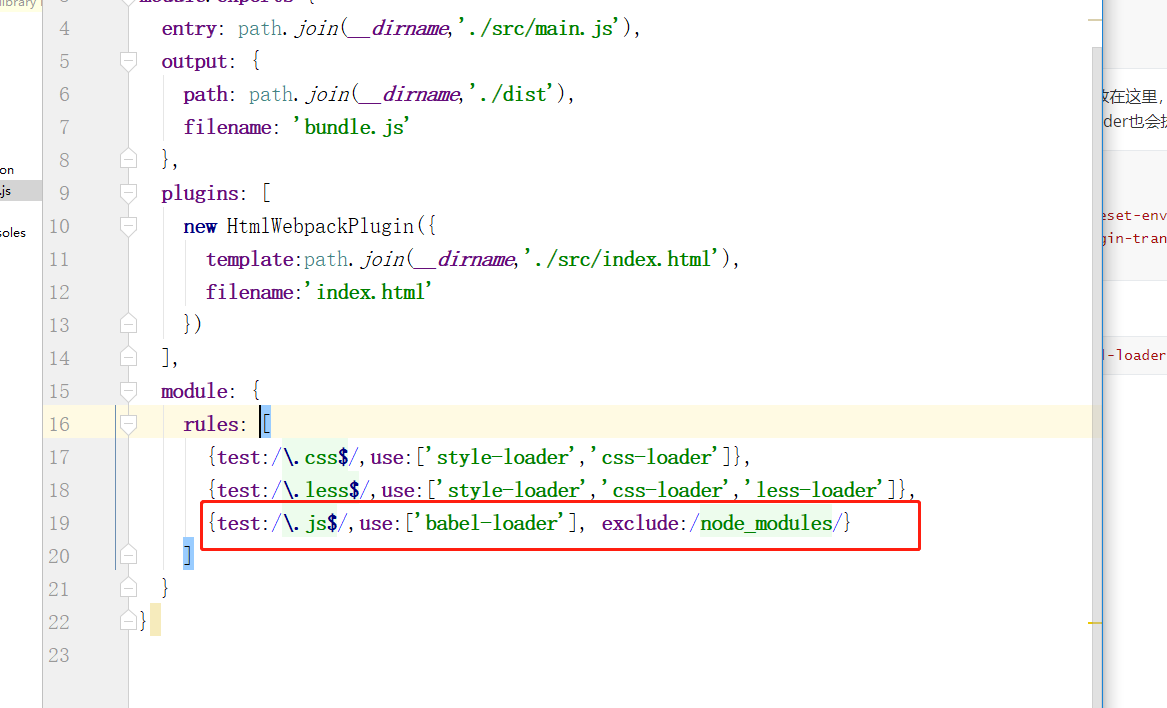 library
module.exports {
4 entry: path.join(__dirname,'./src/main.js'),
5 output: {
6 path: path.join(__dirname,'./dist'),
7 filename: 'bundle.js'
8 },
9 plugins: [
10 new HtmlWebpackPlugin({
11 template:path.join(__dirname,'./src/index.html'),
12 filename:'index.html'
13 })
14 ],
15 module: {
16 rules: [
17 {test:/\.css$/,use:['style-loader','css-loader']},
18 {test:/\.less$/,use:['style-loader','css-loader','less-loader']},
19 {test:/\.js$/,use:['babel-loader'], exclude:/node_modules/}
20 ]
21 }
22 }
23
on
.js
soles
在这里，
der也会
eset-env
gin-tran
-loader